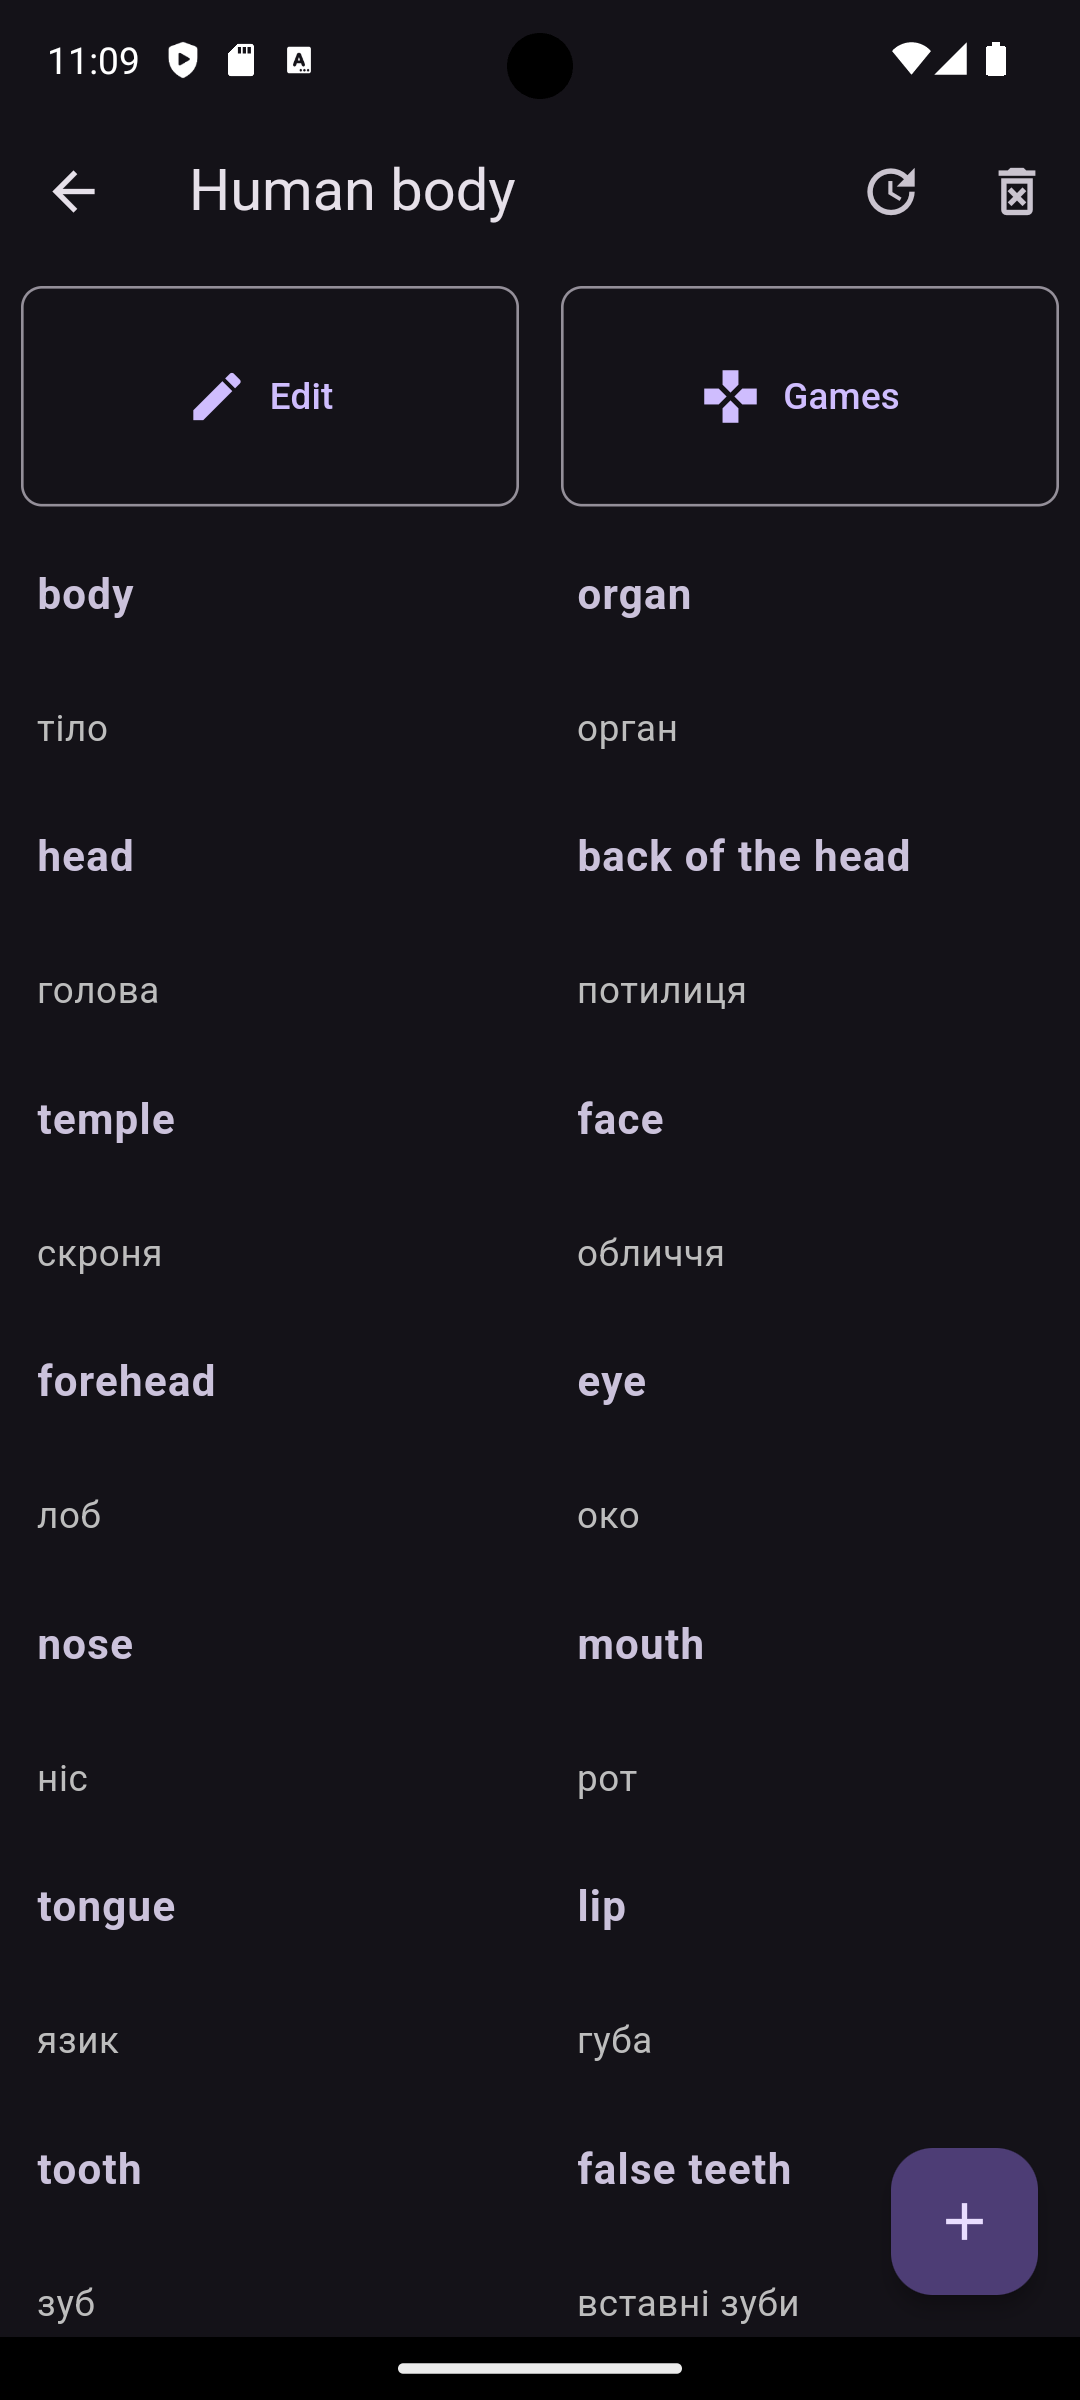 11:09
Human body
Edit
Games
body
organ
тіло
орган
head
back of the head
голова
потилиця
temple
face
скроня
обличчя
forehead
eye
лоб
око
nose
mouth
ніс
рот
tongue
lip
язик
губа
tooth
false teeth
зуб
вставні зуби